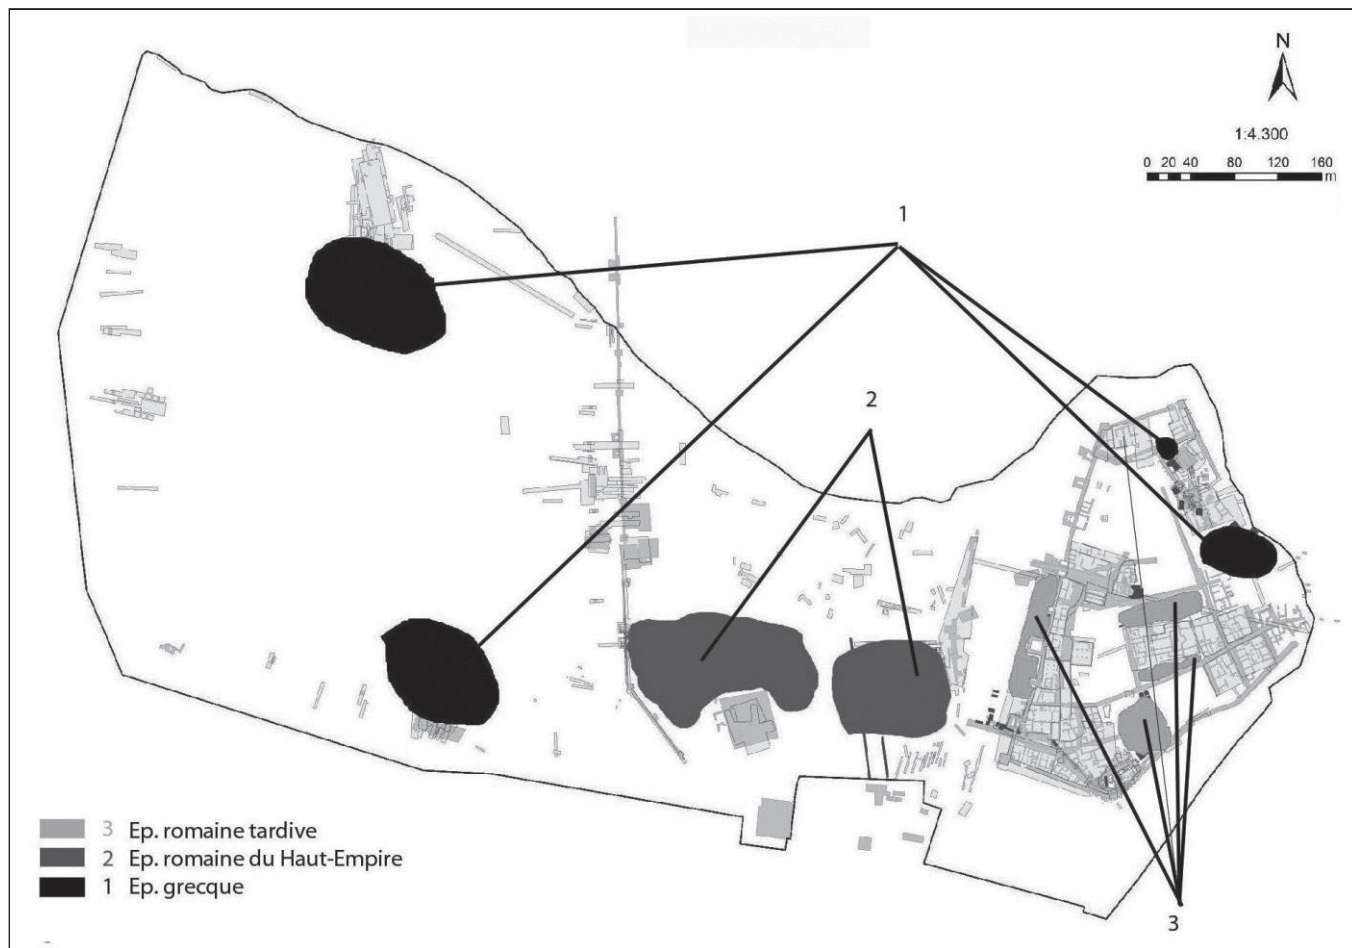 N
1:4.300
0 20 40 80 120 160
m
1
2
3 Ep. romaine tardive
2 Ep. romaine du Haut-Empire
1 Ep. grecque
3